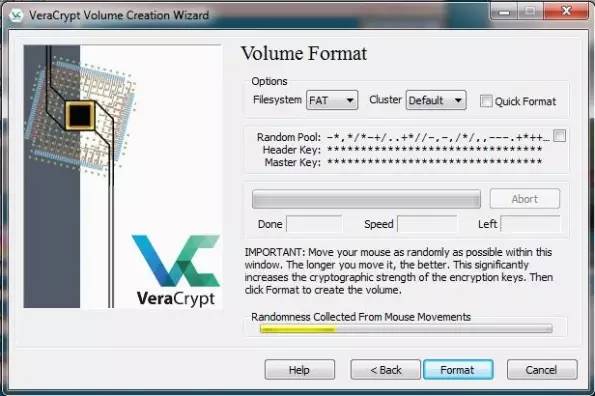 VeraCrypt Volume Creation Wizard
Volume Format
Options
Filesystem FAT Cluster Default Quick Format
Random Pool: -*,*/*-+/..+*//-,-,/*/,,---.+*++...
Header Key: ********************************
Master Key: ********************************
Abort
Done Speed Left
IMPORTANT: Move your mouse as randomly as possible within this
window. The longer you move it, the better. This significantly
increases the cryptographic strength of the encryption keys. Then
click Format to create the volume.
VeraCrypt
Randomness Collected From Mouse Movements
Help < Back Format Cancel